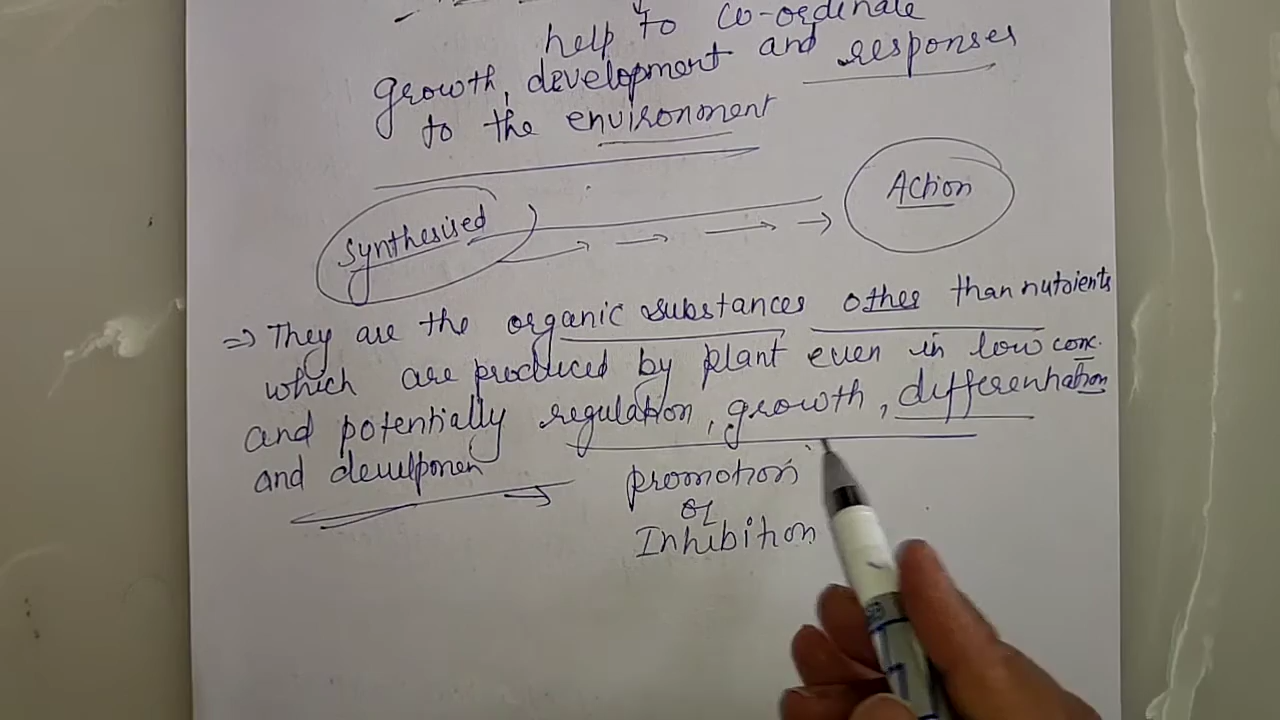 help to co-ordinate
growth, development and responses
to the environment
Synthesised
Action
⇒ They are the organic substances other than nutrients
which are produced by plant even in low conc.
and potentially regulation, growth, differentiation
and develpomen
promotion
or
Inhibition